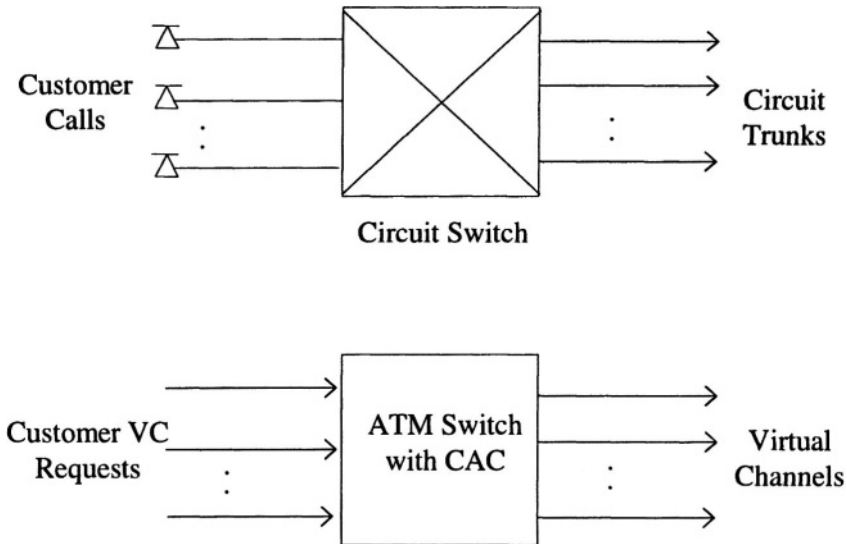 Customer
Calls
Circuit
Trunks
Circuit Switch
Customer VC
Requests
ATM Switch
with CAC
Virtual
Channels